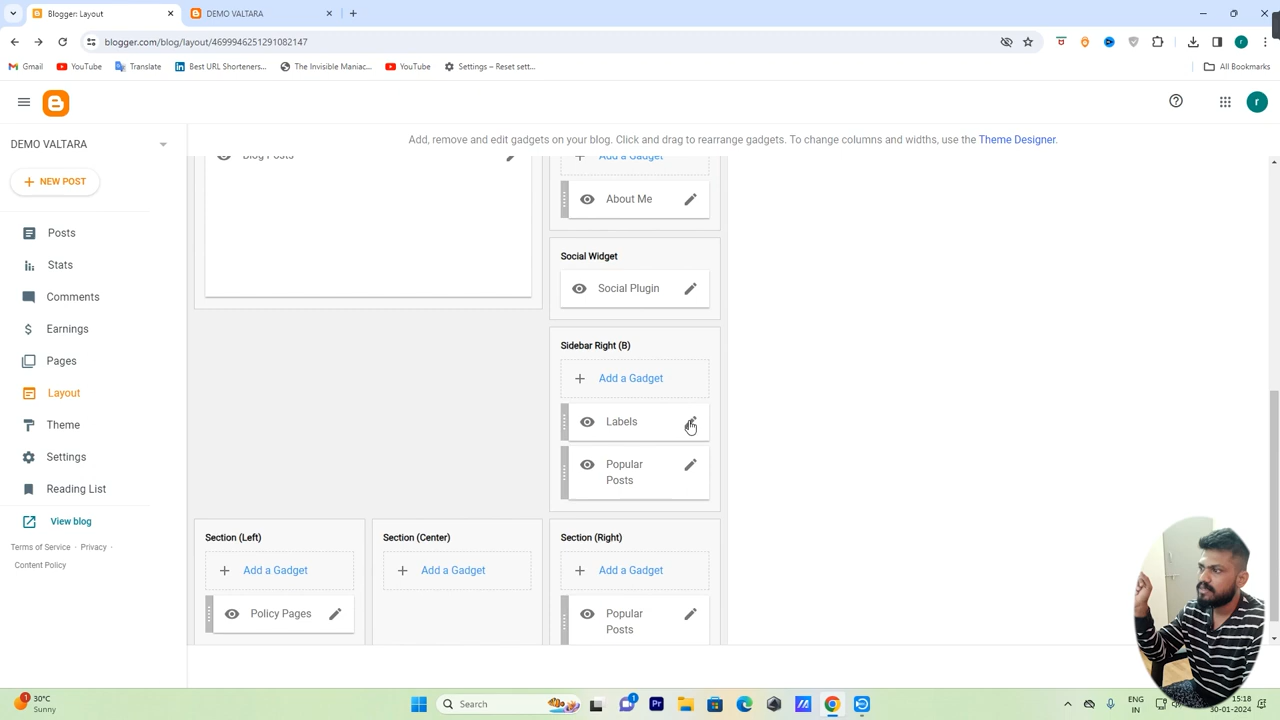 Blogger: Layout
DEMO VALTARA
blogger.com/blog/layout/4699946251291082147
Gmail
YouTube
Translate
Best URL Shorteners...
The Invisible Maniac...
YouTube
Settings – Reset sett...
All Bookmarks
r
DEMO VALTARA
Add, remove and edit gadgets on your blog. Click and drag to rearrange gadgets. To change columns and widths, use the Theme Designer.
NEW POST
Posts
Stats
Comments
Earnings
Pages
Layout
Theme
Settings
Reading List
View blog
Terms of Service · Privacy ·
Content Policy
Blog Posts
Add a Gadget
About Me
Social Widget
Social Plugin
Sidebar Right (B)
Add a Gadget
Labels
Popular
Posts
Section (Left)
Add a Gadget
Policy Pages
Section (Center)
Add a Gadget
Section (Right)
Add a Gadget
Popular
Posts
30°C
Sunny
Search
ENG
IN
15:18
30-01-2024